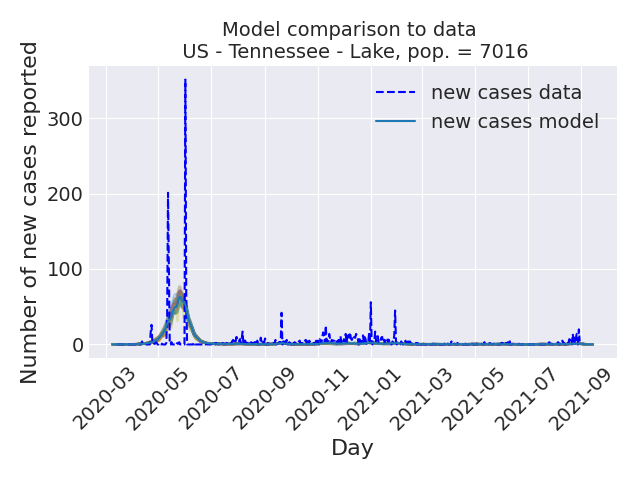 Model comparison to data
US - Tennessee - Lake, pop. = 7016
Number of new cases reported
300
200
100
0
new cases data
new cases model
2020-03
2020-05
2020-07
2020-09
2020-11
2021-01
2021-03
2021-05
2021-07
2021-09
Day